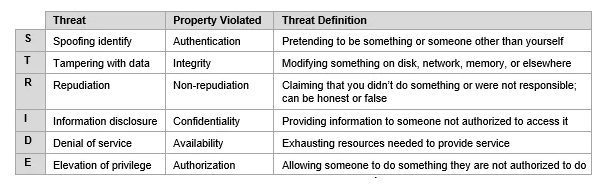 Threat Property Violated Threat Definition
S Spoofing identify Authentication Pretending to be something or someone other than yourself
T Tampering with data Integrity Modifying something on disk, network, memory, or elsewhere
R Repudiation Non-repudiation Claiming that you didn't do something or were not responsible;
can be honest or false
I Information disclosure Confidentiality Providing information to someone not authorized to access it
D Denial of service Availability Exhausting resources needed to provide service
E Elevation of privilege Authorization Allowing someone to do something they are not authorized to do